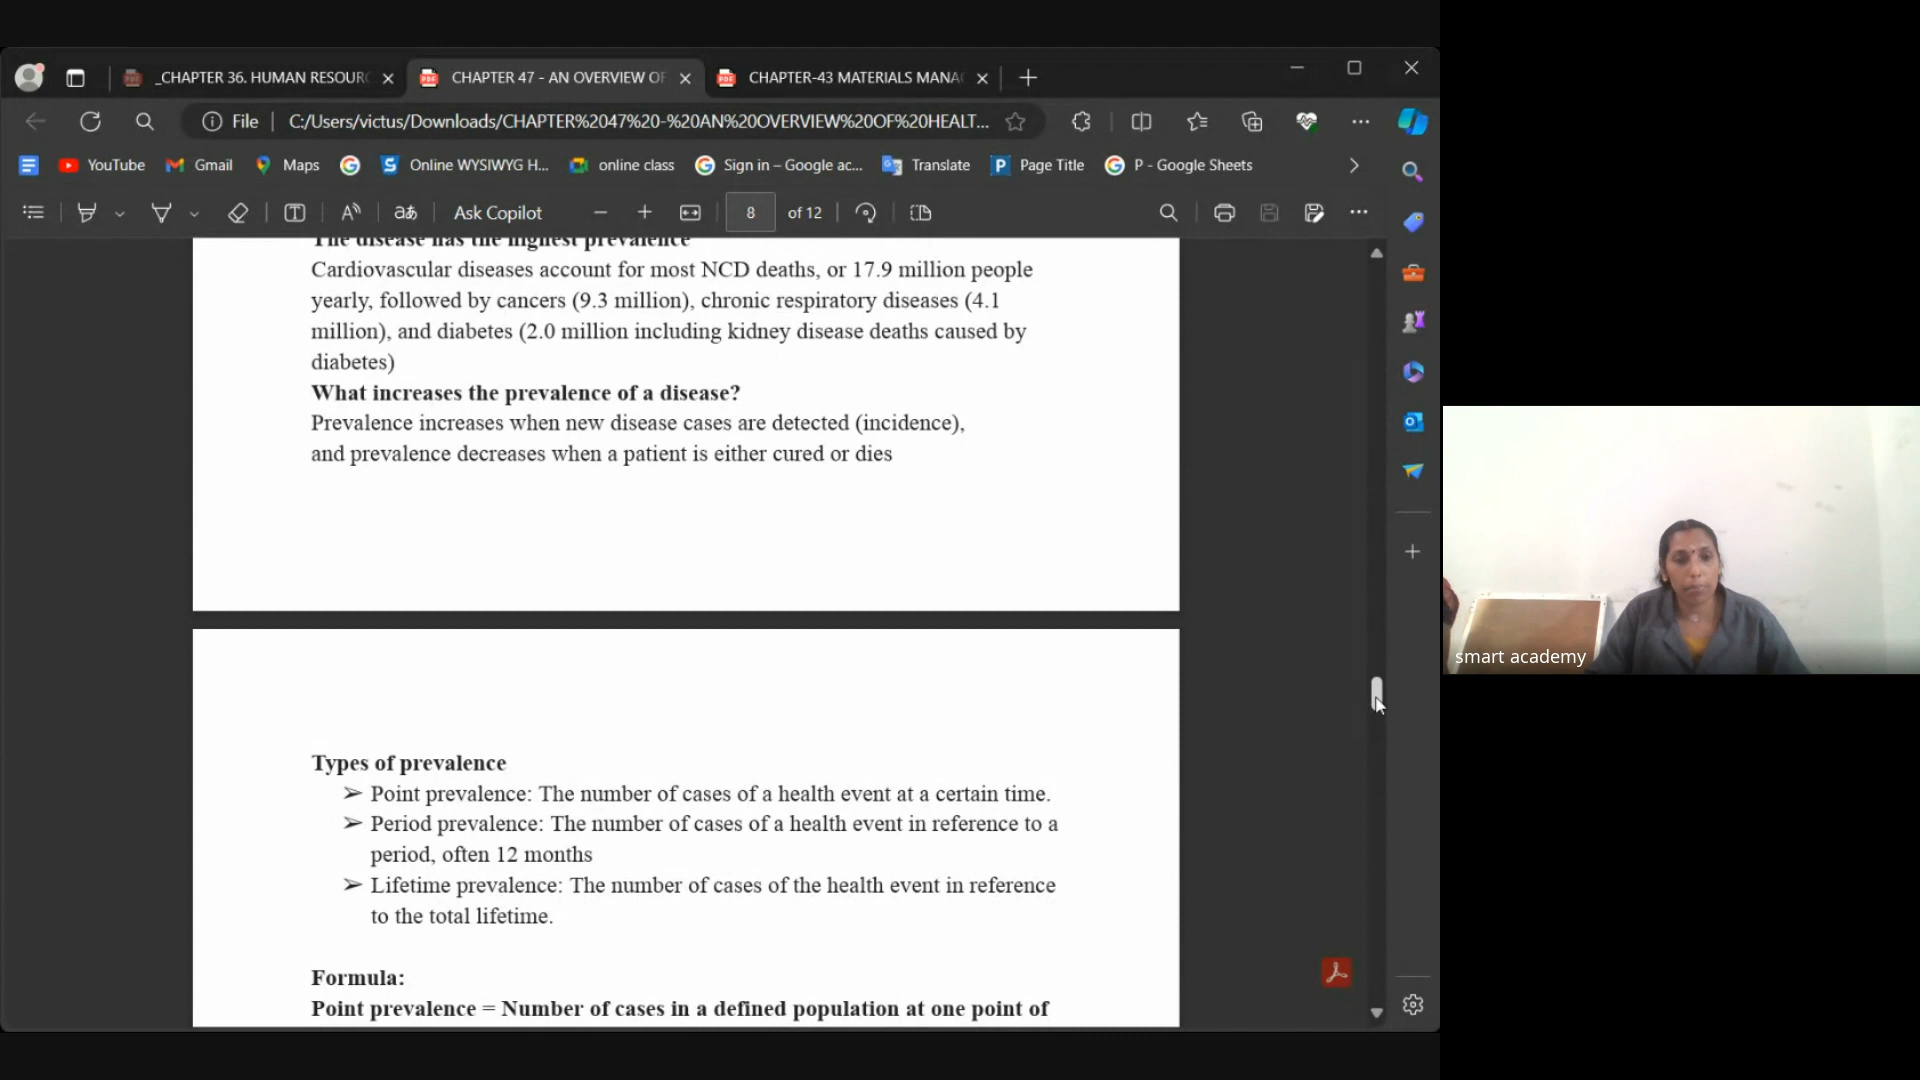 _CHAPTER 36. HUMAN RESOUR
CHAPTER 47 - AN OVERVIEW OF
CHAPTER-43 MATERIALS MANA
File
C:/Users/victus/Downloads/CHAPTER%2047%20-%20AN%20OVERVIEW%20OF%20HEALT...
YouTube
Gmail
Maps
Online WYSIWYG H...
online class
Sign in – Google ac...
Translate
Page Title
P - Google Sheets
Ask Copilot
8 of 12
The disease has the highest prevalence
Cardiovascular diseases account for most NCD deaths, or 17.9 million people
yearly, followed by cancers (9.3 million), chronic respiratory diseases (4.1
million), and diabetes (2.0 million including kidney disease deaths caused by
diabetes)
What increases the prevalence of a disease?
Prevalence increases when new disease cases are detected (incidence),
and prevalence decreases when a patient is either cured or dies
Types of prevalence
➢ Point prevalence: The number of cases of a health event at a certain time.
➢ Period prevalence: The number of cases of a health event in reference to a
period, often 12 months
➢ Lifetime prevalence: The number of cases of the health event in reference
to the total lifetime.
Formula:
Point prevalence = Number of cases in a defined population at one point of
smart academy